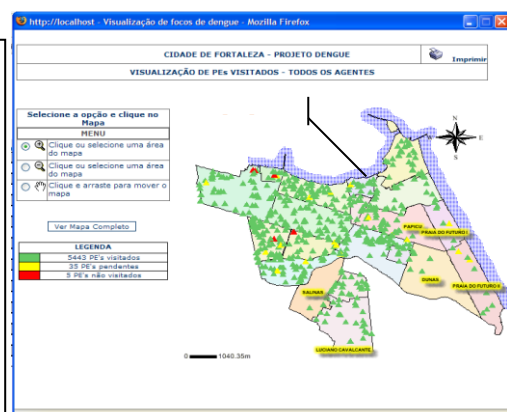 http://localhost - Visualização de focos de dengue - Mozilla Firefox
CIDADE DE FORTALEZA - PROJETO DENGUE
Imprimir
VISUALIZAÇÃO DE PEs VISITADOS - TODOS OS AGENTES
Selecione a opção e clique no
Mapa
MENU
Clique ou selecione uma área
do mapa
Clique ou selecione uma área
do mapa
Clique e arraste para mover o
mapa
Ver Mapa Completo
LEGENDA
5443 PE's visitados
35 PE's pendentes
5 PE's não visitados
N
W
E
S
PAPICU
PRAIA DO FUTURO I
DUNAS
PRAIA DO FUTURO II
SALINAS
LUCIANO CAVALCANTE
0
1040.35m